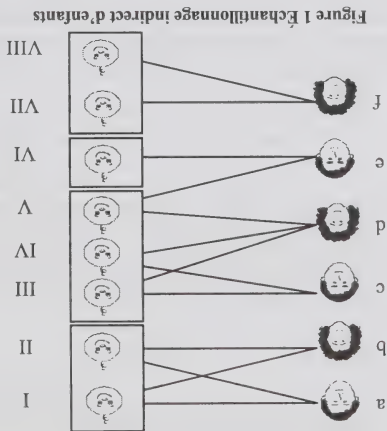 a I
b II
c III
IV
d V
e VI
f VII
VIII
Figure 1 Échantillonnage indirect d'enfants